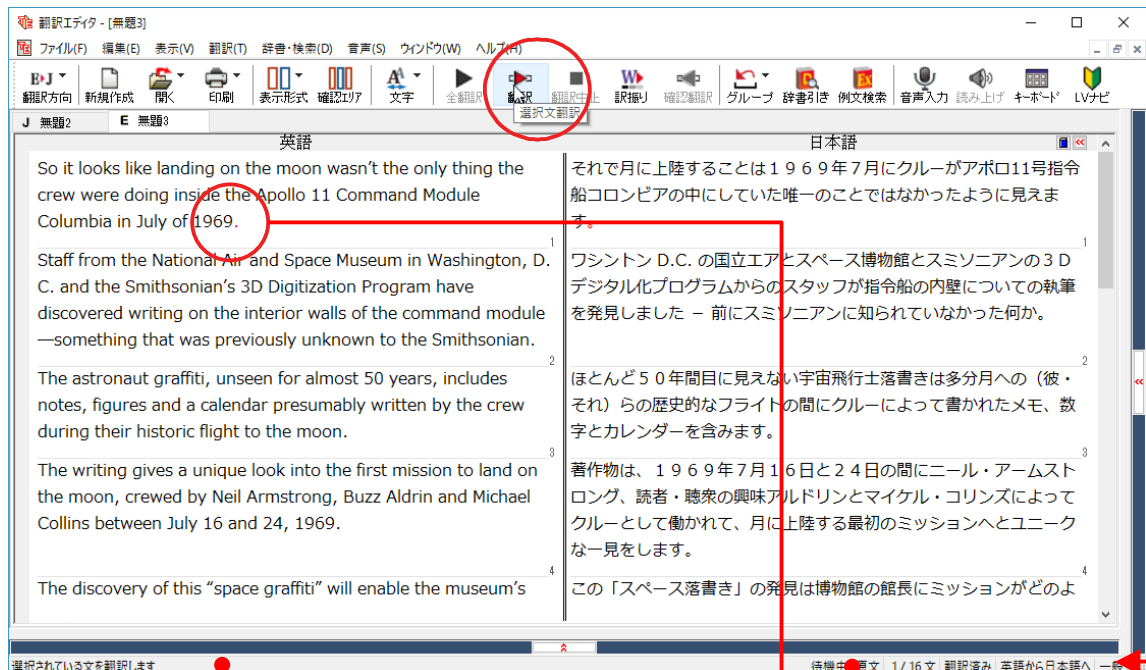 翻訳エディタ - [無題3]
ファイル(F) 編集(E) 表示(V) 翻訳(T) 辞書・検索(D) 音声(S) ウィンドウ(W) ヘルプ(H)
E▸J
翻訳方向 新規作成 開く 印刷 表示形式 確認エリア 文字 全翻訳 翻訳 翻訳中止 訳振り 確認翻訳 グループ 辞書引き 例文検索 音声入力 読み上げ キーボード LVナビ
選択文翻訳
J 無題2 E 無題3
英語 日本語
So it looks like landing on the moon wasn't the only thing the
crew were doing inside the Apollo 11 Command Module
Columbia in July of 1969.
1
それで月に上陸することは１９６９年７月にクルーがアポロ11号指令
船コロンビアの中にしていた唯一のことではなかったように見えま
す。
1
Staff from the National Air and Space Museum in Washington, D.
C. and the Smithsonian's 3D Digitization Program have
discovered writing on the interior walls of the command module
—something that was previously unknown to the Smithsonian.
2
ワシントン D.C. の国立エアとスペース博物館とスミソニアンの３Ｄ
デジタル化プログラムからのスタッフが指令船の内壁についての執筆
を発見しました － 前にスミソニアンに知られていなかった何か。
2
The astronaut graffiti, unseen for almost 50 years, includes
notes, figures and a calendar presumably written by the crew
during their historic flight to the moon.
3
ほとんど５０年間目に見えない宇宙飛行士落書きは多分月への（彼・
それ）らの歴史的なフライトの間にクルーによって書かれたメモ、数
字とカレンダーを含みます。
3
The writing gives a unique look into the first mission to land on
the moon, crewed by Neil Armstrong, Buzz Aldrin and Michael
Collins between July 16 and 24, 1969.
4
著作物は、１９６９年７月１６日と２４日の間にニール・アームスト
ロング、読者・聴衆の興味アルドリンとマイケル・コリンズによって
クルーとして働かれて、月に上陸する最初のミッションへとユニーク
な一見をします。
4
The discovery of this “space graffiti” will enable the museum's
この「スペース落書き」の発見は博物館の館長にミッションがどのよ
選択されている文を翻訳します 待機中 原文 1/16 文 翻訳済み 英語から日本語へ 一般